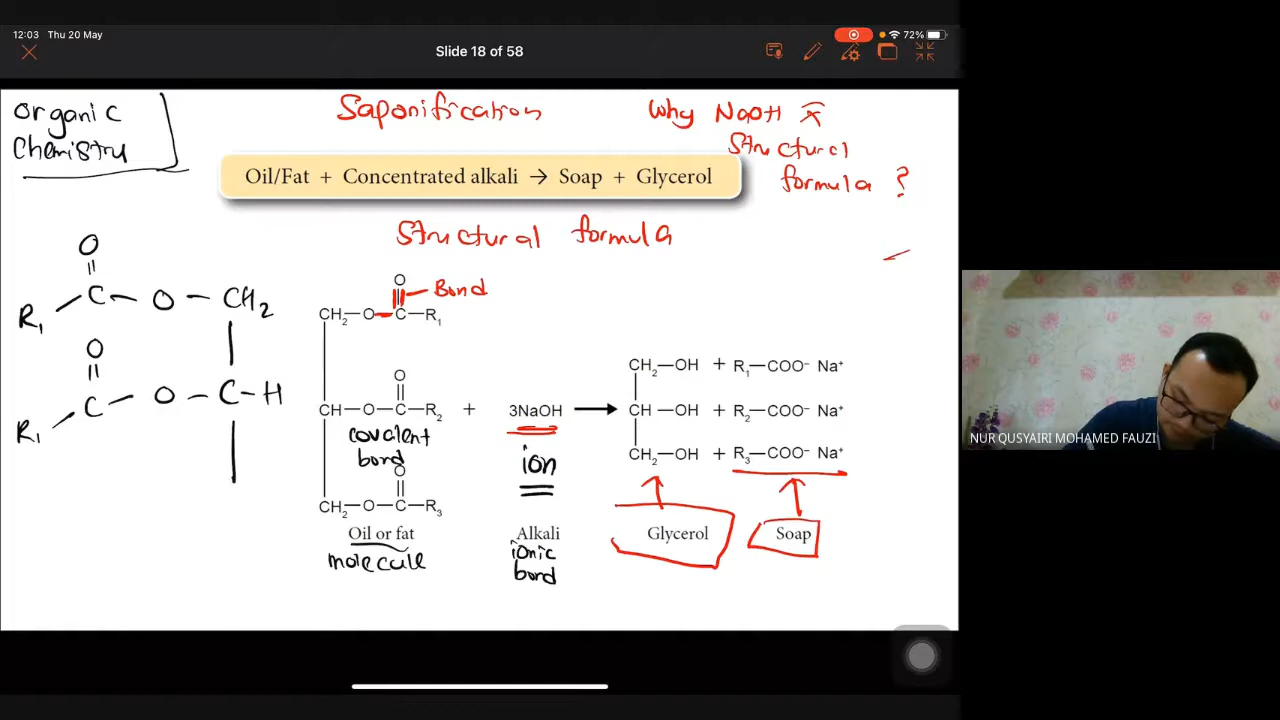 12:03 Thu 20 May
72%
Slide 18 of 58
Organic
Chemistry
Saponification
Why NaOH x
Structural
formula ?
Oil/Fat + Concentrated alkali → Soap + Glycerol
Structural formula
O
R₁ C O CH₂
O
R₁ C O C H
O Bond
CH₂—O—C—R₁
O
CH—O—C—R₂ + 3NaOH →
covalent
bond
O
CH₂—O—C—R₃
Oil or fat
molecule
ion
Alkali
ionic
bond
CH₂—OH + R₁—COO⁻ Na⁺
CH—OH + R₂—COO⁻ Na⁺
CH₂—OH + R₃—COO⁻ Na⁺
Glycerol
Soap
NUR QUSYAIRI MOHAMED FAUZI